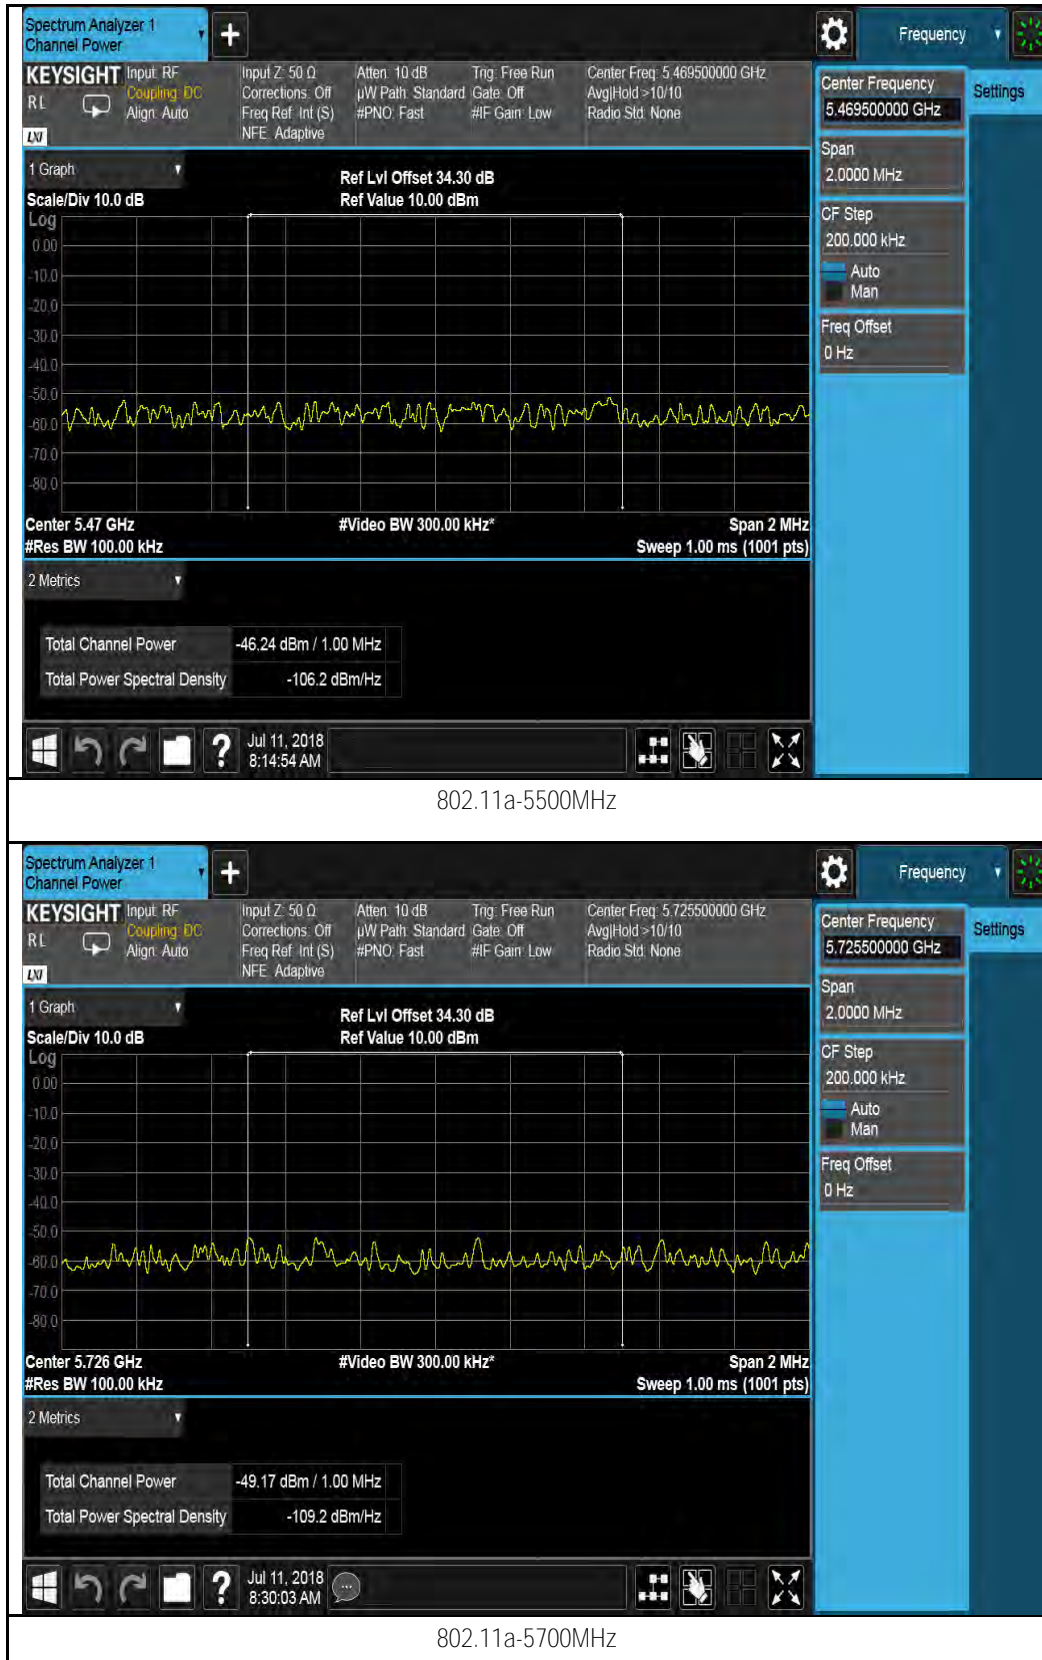 Spectrum Analyzer 1
Channel Power
+
Frequency
KEYSIGHT Input: RF Input Z: 50 Ω Atten: 10 dB Trig: Free Run Center Freq: 5.469500000 GHz
RL Coupling: DC Corrections: Off µW Path: Standard Gate: Off Avg|Hold:>10/10
Align: Auto Freq Ref: Int (S) #PNO: Fast #IF Gain: Low Radio Std: None
LXI NFE: Adaptive
Center Frequency
5.469500000 GHz
Settings
Span
2.0000 MHz
CF Step
200.000 kHz
Auto
Man
Freq Offset
0 Hz
1 Graph
Ref Lvl Offset 34.30 dB
Scale/Div 10.0 dB Ref Value 10.00 dBm
Log
0.00
-10.0
-20.0
-30.0
-40.0
-50.0
-60.0
-70.0
-80.0
Center 5.47 GHz #Video BW 300.00 kHz* Span 2 MHz
#Res BW 100.00 kHz Sweep 1.00 ms (1001 pts)
2 Metrics
Total Channel Power -46.24 dBm / 1.00 MHz
Total Power Spectral Density -106.2 dBm/Hz
? Jul 11, 2018
8:14:54 AM
802.11a-5500MHz
Spectrum Analyzer 1
Channel Power
+
Frequency
KEYSIGHT Input: RF Input Z: 50 Ω Atten: 10 dB Trig: Free Run Center Freq: 5.725500000 GHz
RL Coupling: DC Corrections: Off µW Path: Standard Gate: Off Avg|Hold:>10/10
Align: Auto Freq Ref: Int (S) #PNO: Fast #IF Gain: Low Radio Std: None
LXI NFE: Adaptive
Center Frequency
5.725500000 GHz
Settings
Span
2.0000 MHz
CF Step
200.000 kHz
Auto
Man
Freq Offset
0 Hz
1 Graph
Ref Lvl Offset 34.30 dB
Scale/Div 10.0 dB Ref Value 10.00 dBm
Log
0.00
-10.0
-20.0
-30.0
-40.0
-50.0
-60.0
-70.0
-80.0
Center 5.726 GHz #Video BW 300.00 kHz* Span 2 MHz
#Res BW 100.00 kHz Sweep 1.00 ms (1001 pts)
2 Metrics
Total Channel Power -49.17 dBm / 1.00 MHz
Total Power Spectral Density -109.2 dBm/Hz
? Jul 11, 2018
8:30:03 AM
802.11a-5700MHz